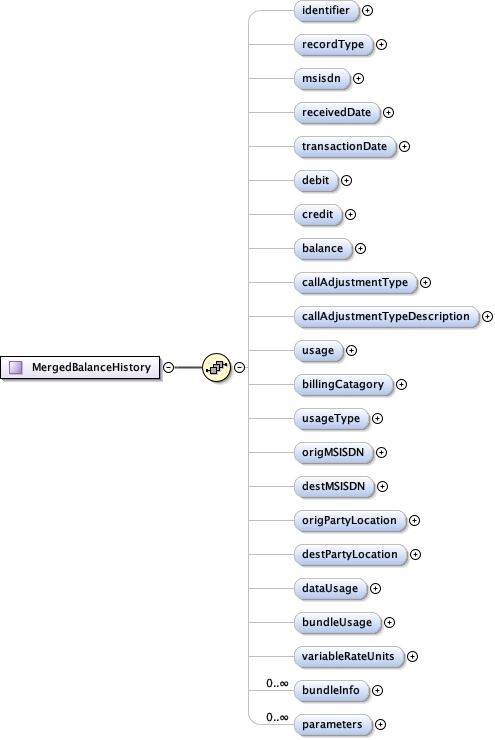 identifier
recordType
msisdn
receivedDate
transactionDate
debit
credit
balance
callAdjustmentType
callAdjustmentTypeDescription
usage
MergedBalanceHistory
billingCatagory
usageType
origMSISDN
destMSISDN
origPartyLocation
destPartyLocation
dataUsage
bundleUsage
variableRateUnits
0..∞ bundleInfo
0..∞ parameters